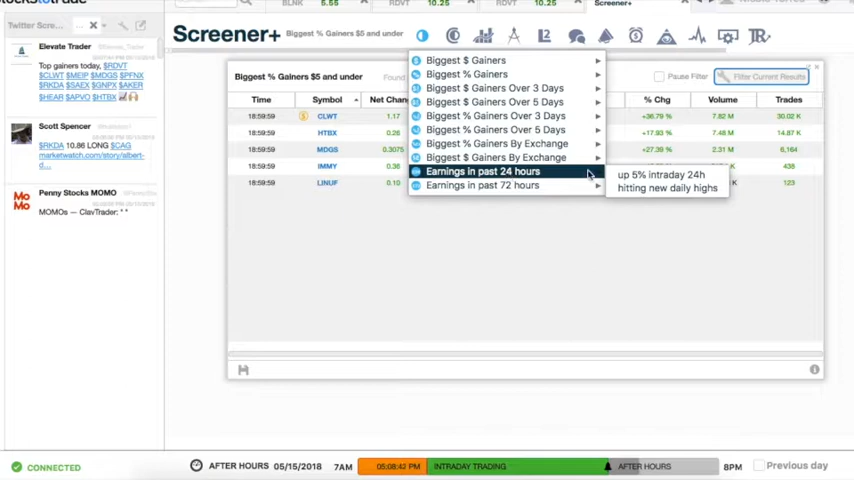 BLNK 5.55 RDVT 10.25 RDVT 10.25 Screener+
Twitter Scre... ...
Screener+ Biggest % Gainers $5 and under
Elevate Trader
Top gainers today, $RDVT
$CLWT $MEIP $MDGS $PFNX
$RKDA $SAEX $GNPX $AKER
$HEAR $APVO $HTBX
Scott Spencer
$RKDA 10.86 LONG $CAG
marketwatch.com/story/albert-
d...
Penny Stocks MOMO
MOMOs — ClavTrader: * *
Biggest % Gainers $5 and under Found
Pause Filter Filter Current Results
Time Symbol Net Chan % Chg Volume Trades
18:59:59 CLWT 1.17 +36.79 % 7.82 M 30.02 K
18:59:59 HTBX 0.26 +17.93 % 7.48 M 14.87 K
18:59:59 MDGS 0.3075 +27.39 % 2.31 M 6,164
18:59:59 IMMY 0.36 438
18:59:59 LINUF 0.10 K 123
Biggest $ Gainers
Biggest % Gainers
Biggest $ Gainers Over 3 Days
Biggest $ Gainers Over 5 Days
Biggest % Gainers Over 3 Days
Biggest % Gainers Over 5 Days
Biggest % Gainers By Exchange
Biggest $ Gainers By Exchange
Earnings in past 24 hours
Earnings in past 72 hours
up 5% intraday 24h
hitting new daily highs
CONNECTED
AFTER HOURS 05/15/2018 7AM 05:08:43 PM INTRADAY TRADING AFTER HOURS 8PM Previous day